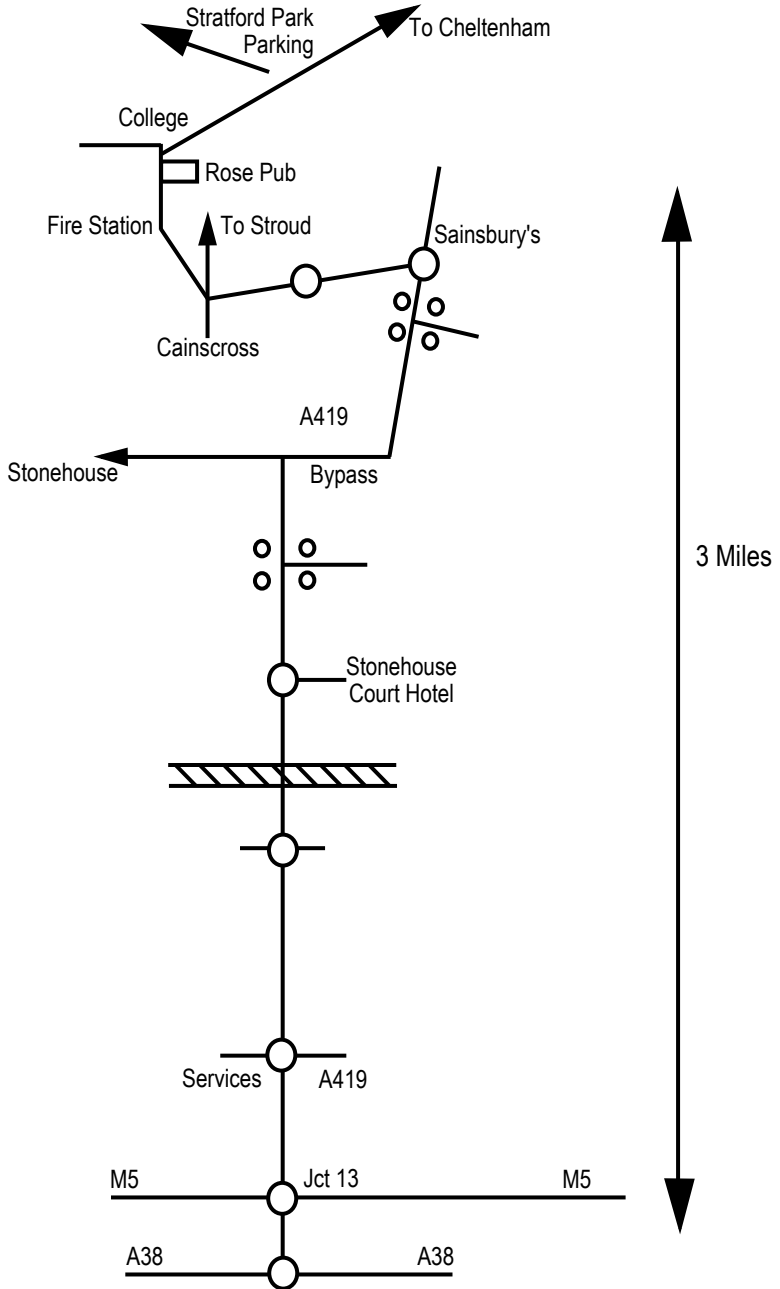 Stratford Park
Parking
To Cheltenham
College
Rose Pub
Fire Station
To Stroud
Sainsbury's
Cainscross
A419
Stonehouse
Bypass
3 Miles
Stonehouse
Court Hotel
Services
A419
M5
Jct 13
M5
A38
A38